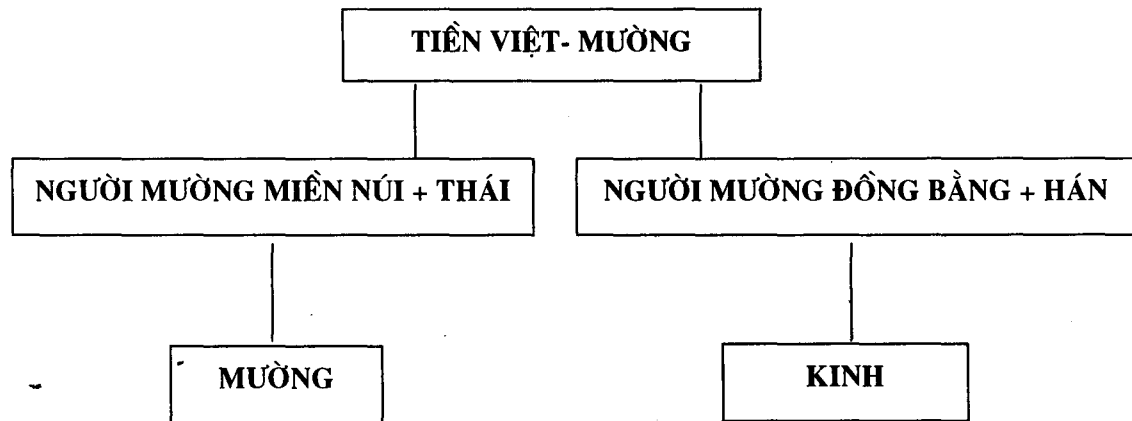 TIỀN VIỆT- MƯỜNG
NGƯỜI MƯỜNG MIỀN NÚI + THÁI
NGƯỜI MƯỜNG ĐỒNG BẰNG + HÁN
MƯỜNG
KINH